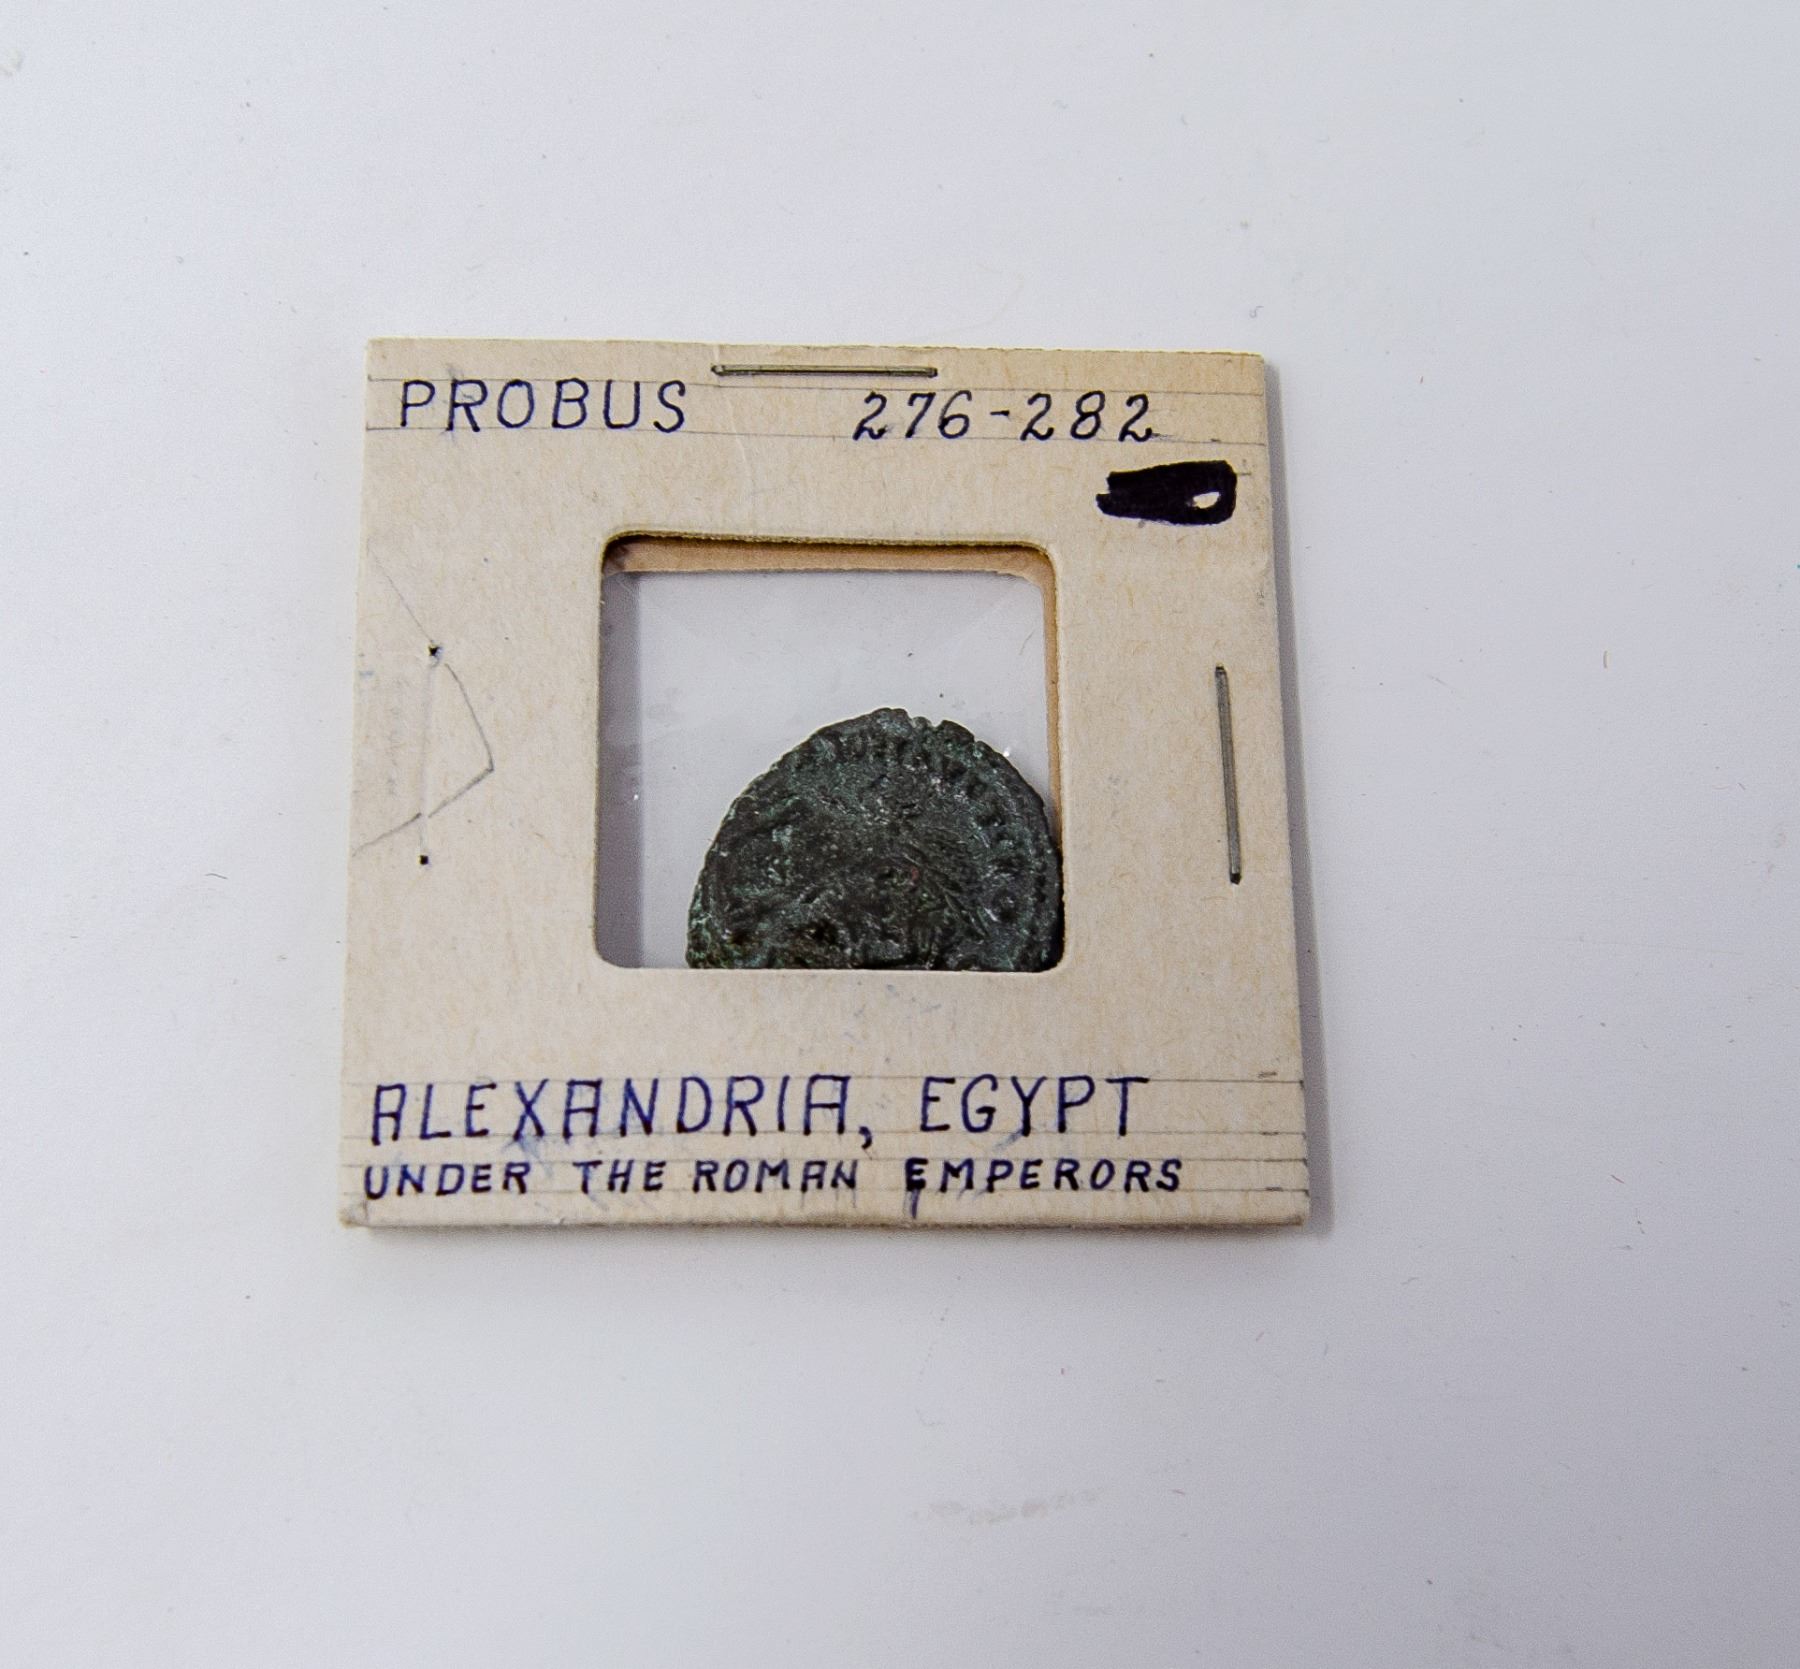 PROBUS 276-282
ALEXANDRIA, EGYPT
UNDER THE ROMAN EMPERORS